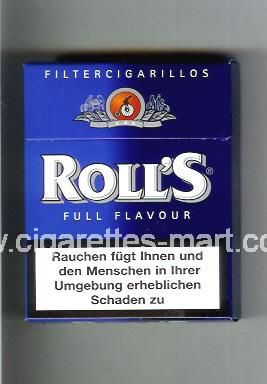 FILTERCIGARILLOS
ROLL'S®
FULL FLAVOUR
www.cigarettes-mart.com
Rauchen fügt Ihnen und
den Menschen in Ihrer
Umgebung erheblichen
Schaden zu